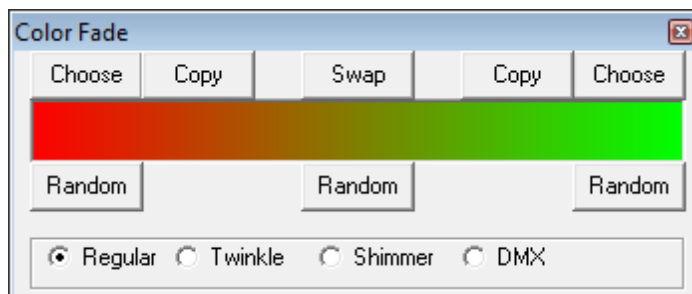 Color Fade
Choose Copy Swap Copy Choose
Random Random Random
Regular Twinkle Shimmer DMX